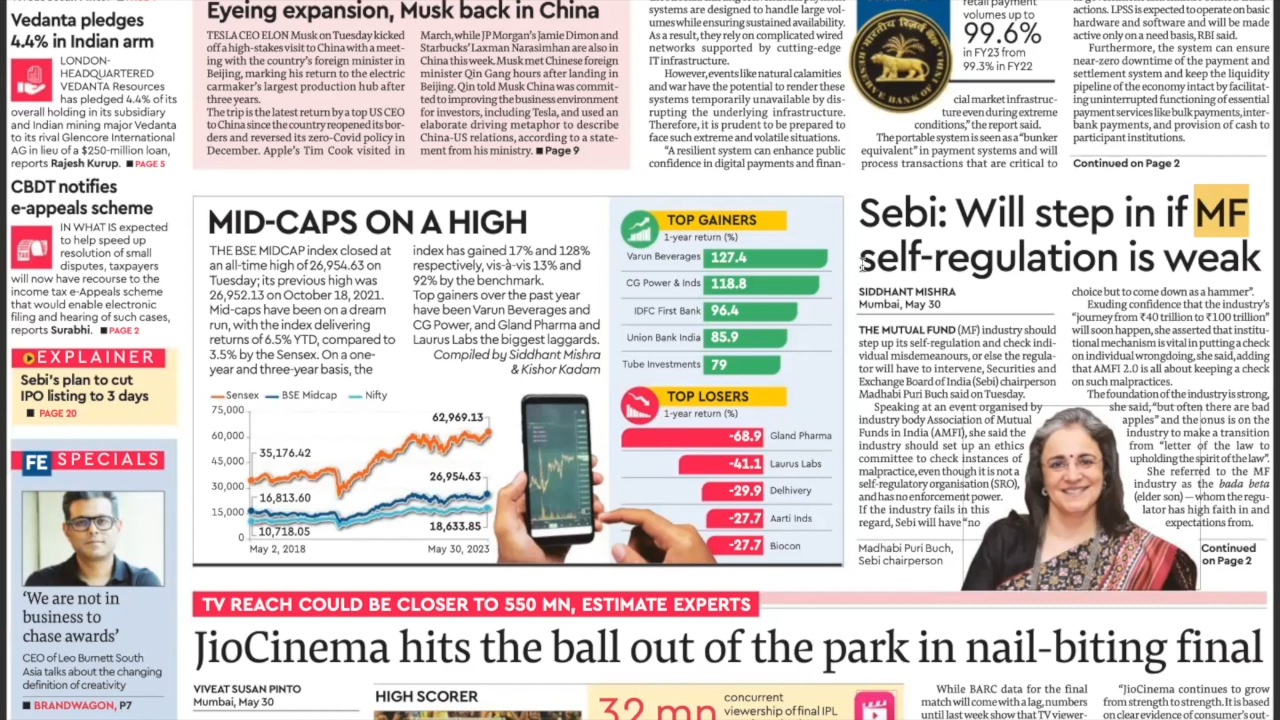 Vedanta pledges
4.4% in Indian arm
LONDON-
HEADQUARTERED
VEDANTA Resources
has pledged 4.4% of its
overall holding in its subsidiary
and Indian mining major Vedanta
to its rival Glencore International
AG in lieu of a $250-million loan,
reports Rajesh Kurup. ■ PAGE 5
CBDT notifies
e-appeals scheme
IN WHAT IS expected
to help speed up
resolution of small
disputes, taxpayers
will now have recourse to the
income tax e-Appeals scheme
that would enable electronic
filing and hearing of such cases,
reports Surabhi. ■ PAGE 2
EXPLAINER
Sebi's plan to cut
IPO listing to 3 days
■ PAGE 20
FE SPECIALS
'We are not in
business to
chase awards'
CEO of Leo Burnett South
Asia talks about the changing
definition of creativity
■ BRANDWAGON, P7
Eyeing expansion, Musk back in China
TESLA CEO ELON Musk on Tuesday kicked
off a high-stakes visit to China with a meet-
ing with the country's foreign minister in
Beijing, marking his return to the electric
carmaker's largest production hub after
three years.
The trip is the latest return by a top US CEO
to China since the country reopened its bor-
ders and reversed its zero-Covid policy in
December. Apple's Tim Cook visited in
March, while JP Morgan's Jamie Dimon and
Starbucks' Laxman Narasimhan are also in
China this week. Musk met Chinese foreign
minister Qin Gang hours after landing in
Beijing. Qin told Musk China was commit-
ted to improving the business environment
for investors, including Tesla, and used an
elaborate driving metaphor to describe
China-US relations, according to a state-
ment from his ministry. ■ Page 9
systems are designed to handle large vol-
umes while ensuring sustained availability.
As a result, they rely on complicated wired
networks supported by cutting-edge
IT infrastructure.
However, events like natural calamities
and war have the potential to render these
systems temporarily unavailable by dis-
rupting the underlying infrastructure.
Therefore, it is prudent to be prepared to
face such extreme and volatile situations.
"A resilient system can enhance public
confidence in digital payments and finan-
भारतीय रिज़र्व बैंक
RESERVE BANK OF INDIA
retail payment
volumes up to
99.6%
in FY23 from
99.3% in FY22
cial market infrastruc-
ture even during extreme
conditions," the report said.
The portable system is seen as a "bunker
equivalent" in payment systems and will
process transactions that are critical to
actions. LPSS is expected to operate on basic
hardware and software and will be made
active only on a need basis, RBI said.
Furthermore, the system can ensure
near-zero downtime of the payment and
settlement system and keep the liquidity
pipeline of the economy intact by facilitat-
ing uninterrupted functioning of essential
payment services like bulk payments, inter-
bank payments, and provision of cash to
participant institutions.
Continued on Page 2
MID-CAPS ON A HIGH
THE BSE MIDCAP index closed at
an all-time high of 26,954.63 on
Tuesday; its previous high was
26,952.13 on October 18, 2021.
Mid-caps have been on a dream
run, with the index delivering
returns of 6.5% YTD, compared to
3.5% by the Sensex. On a one-
year and three-year basis, the
index has gained 17% and 128%
respectively, vis-à-vis 13% and
92% by the benchmark.
Top gainers over the past year
have been Varun Beverages and
CG Power, and Gland Pharma and
Laurus Labs the biggest laggards.
Compiled by Siddhant Mishra
& Kishor Kadam
Sensex BSE Midcap Nifty
75,000
60,000
45,000
30,000
15,000
0
62,969.13
35,176.42
26,954.63
16,813.60
10,718.05
18,633.85
May 2, 2018 May 30, 2023
TOP GAINERS
1-year return (%)
Varun Beverages 127.4
CG Power & Inds 118.8
IDFC First Bank 96.4
Union Bank India 85.9
Tube Investments 79
TOP LOSERS
1-year return (%)
-68.9 Gland Pharma
-41.1 Laurus Labs
-29.9 Delhivery
-27.7 Aarti Inds
-27.7 Biocon
Sebi: Will step in if MF
self-regulation is weak
SIDDHANT MISHRA
Mumbai, May 30
THE MUTUAL FUND (MF) industry should
step up its self-regulation and check indi-
vidual misdemeanours, or else the regula-
tor will have to intervene, Securities and
Exchange Board of India (Sebi) chairperson
Madhabi Puri Buch said on Tuesday.
Speaking at an event organised by
industry body Association of Mutual
Funds in India (AMFI), she said the
industry should set up an ethics
committee to check instances of
malpractice, even though it is not a
self-regulatory organisation (SRO),
and has no enforcement power.
If the industry fails in this
regard, Sebi will have "no
Madhabi Puri Buch,
Sebi chairperson
choice but to come down as a hammer".
Exuding confidence that the industry's
"journey from ₹40 trillion to ₹100 trillion"
will soon happen, she asserted that institu-
tional mechanism is vital in putting a check
on individual wrongdoing, she said, adding
that AMFI 2.0 is all about keeping a check
on such malpractices.
The foundation of the industry is strong,
she said, "but often there are bad
apples" and the onus is on the
industry to make a transition
from "letter of the law to
upholding the spirit of the law".
She referred to the MF
industry as the bada beta
(elder son) — whom the regu-
lator has high faith in and
expectations from.
Continued
on Page 2
TV REACH COULD BE CLOSER TO 550 MN, ESTIMATE EXPERTS
JioCinema hits the ball out of the park in nail-biting final
VIVEAT SUSAN PINTO
Mumbai, May 30
HIGH SCORER
32 mn
concurrent
viewership of final IPL
While BARC data for the final
match will come with a lag, numbers
until last week show that TV viewer-
"JioCinema continues to grow
from strength to strength. It is based
on clear evidence of consumer's out-